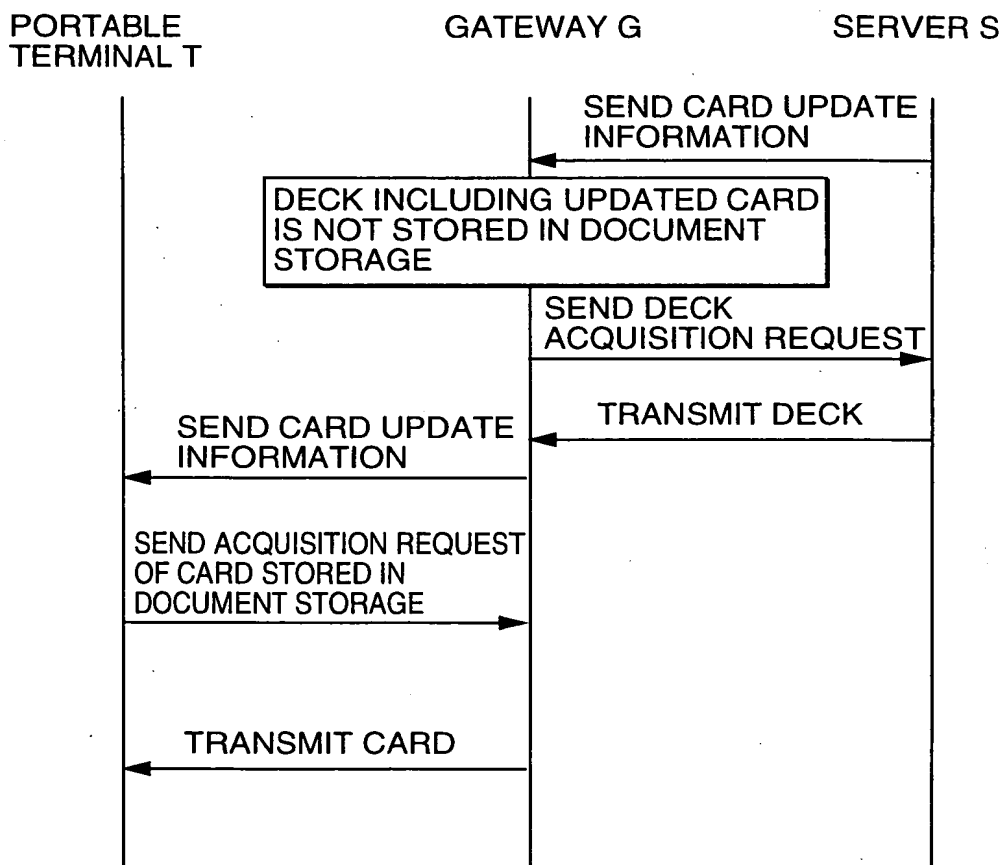 PORTABLE
TERMINAL T
GATEWAY G
SERVER S
SEND CARD UPDATE
INFORMATION
DECK INCLUDING UPDATED CARD
IS NOT STORED IN DOCUMENT
STORAGE
SEND DECK
ACQUISITION REQUEST
TRANSMIT DECK
SEND CARD UPDATE
INFORMATION
SEND ACQUISITION REQUEST
OF CARD STORED IN
DOCUMENT STORAGE
TRANSMIT CARD